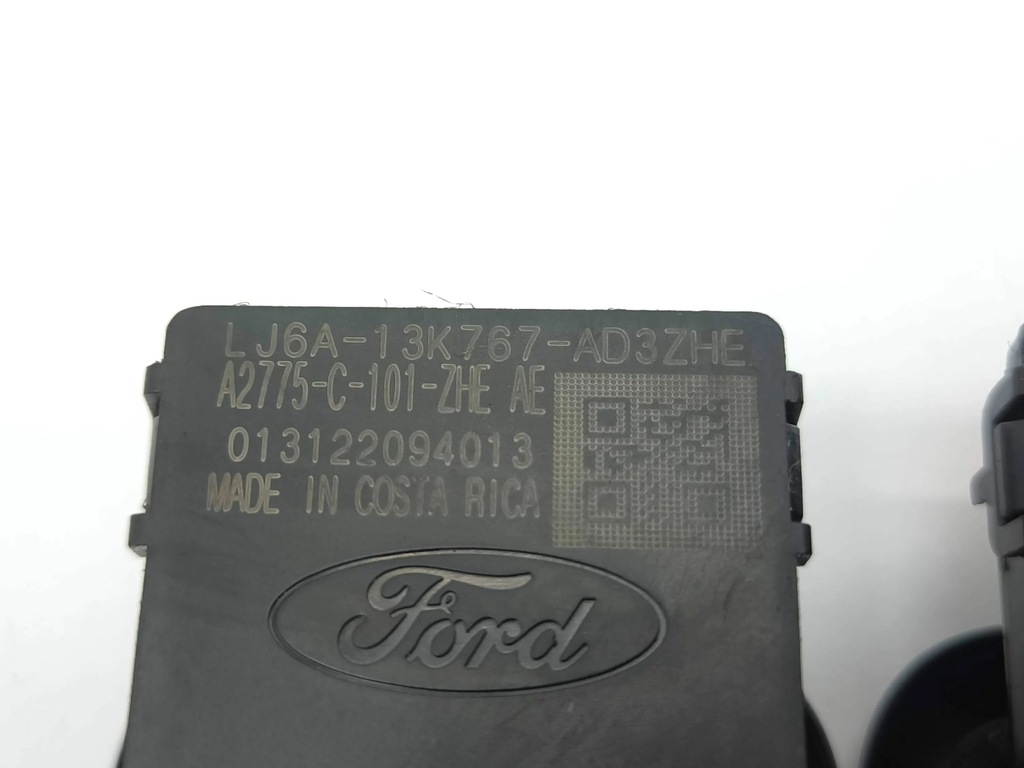 LJ6A-13K767-AD3ZHE
A2775-C-101-ZHE AE
013122094013
MADE IN COSTA RICA
Ford